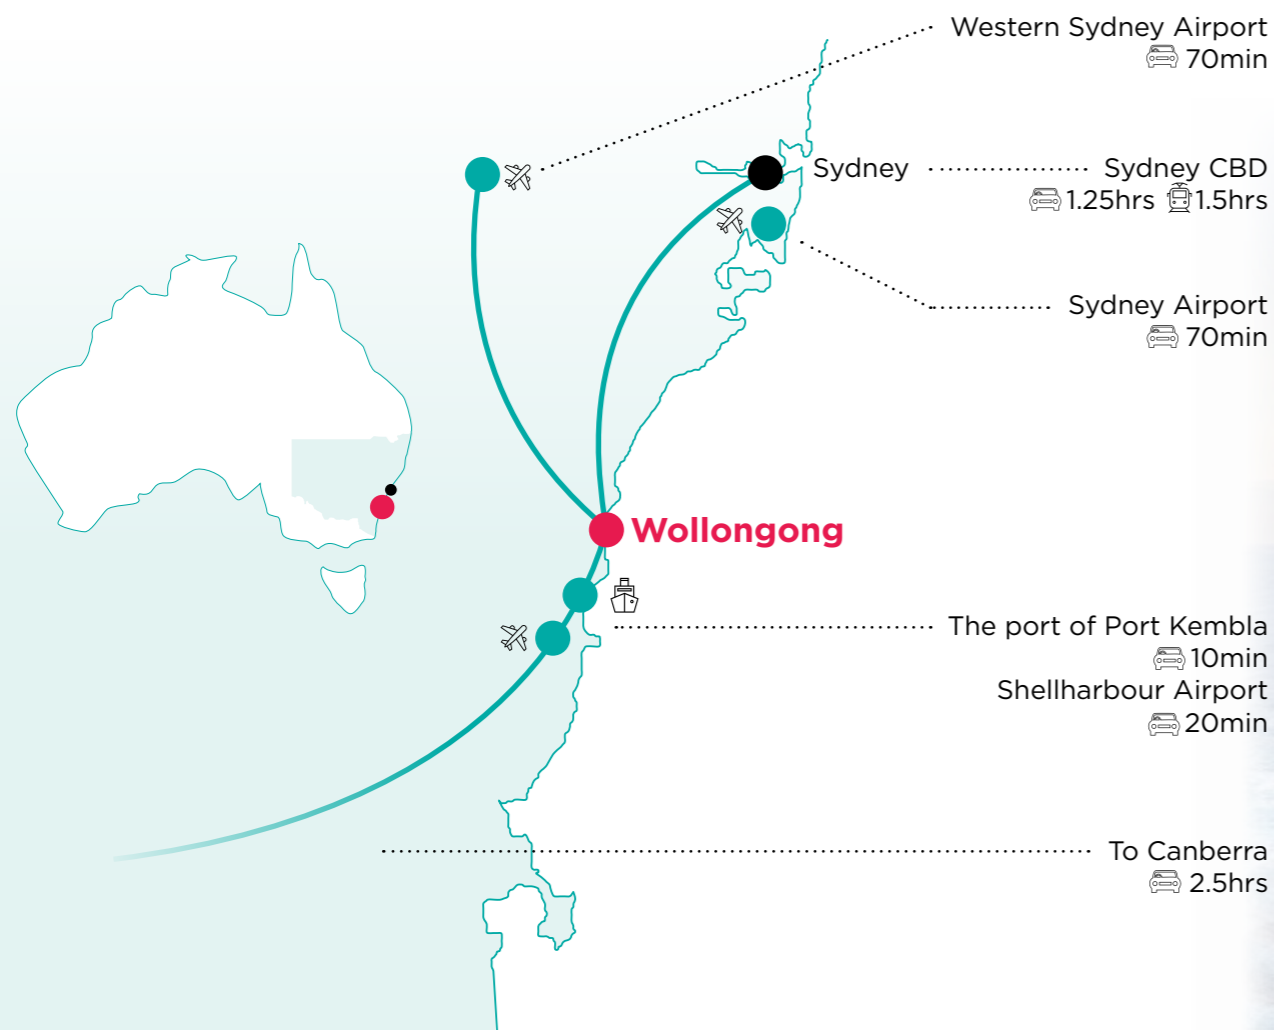 Western Sydney Airport
70min
Sydney
Sydney CBD
1.25hrs 1.5hrs
Sydney Airport
70min
Wollongong
The port of Port Kembla
10min
Shellharbour Airport
20min
To Canberra
2.5hrs